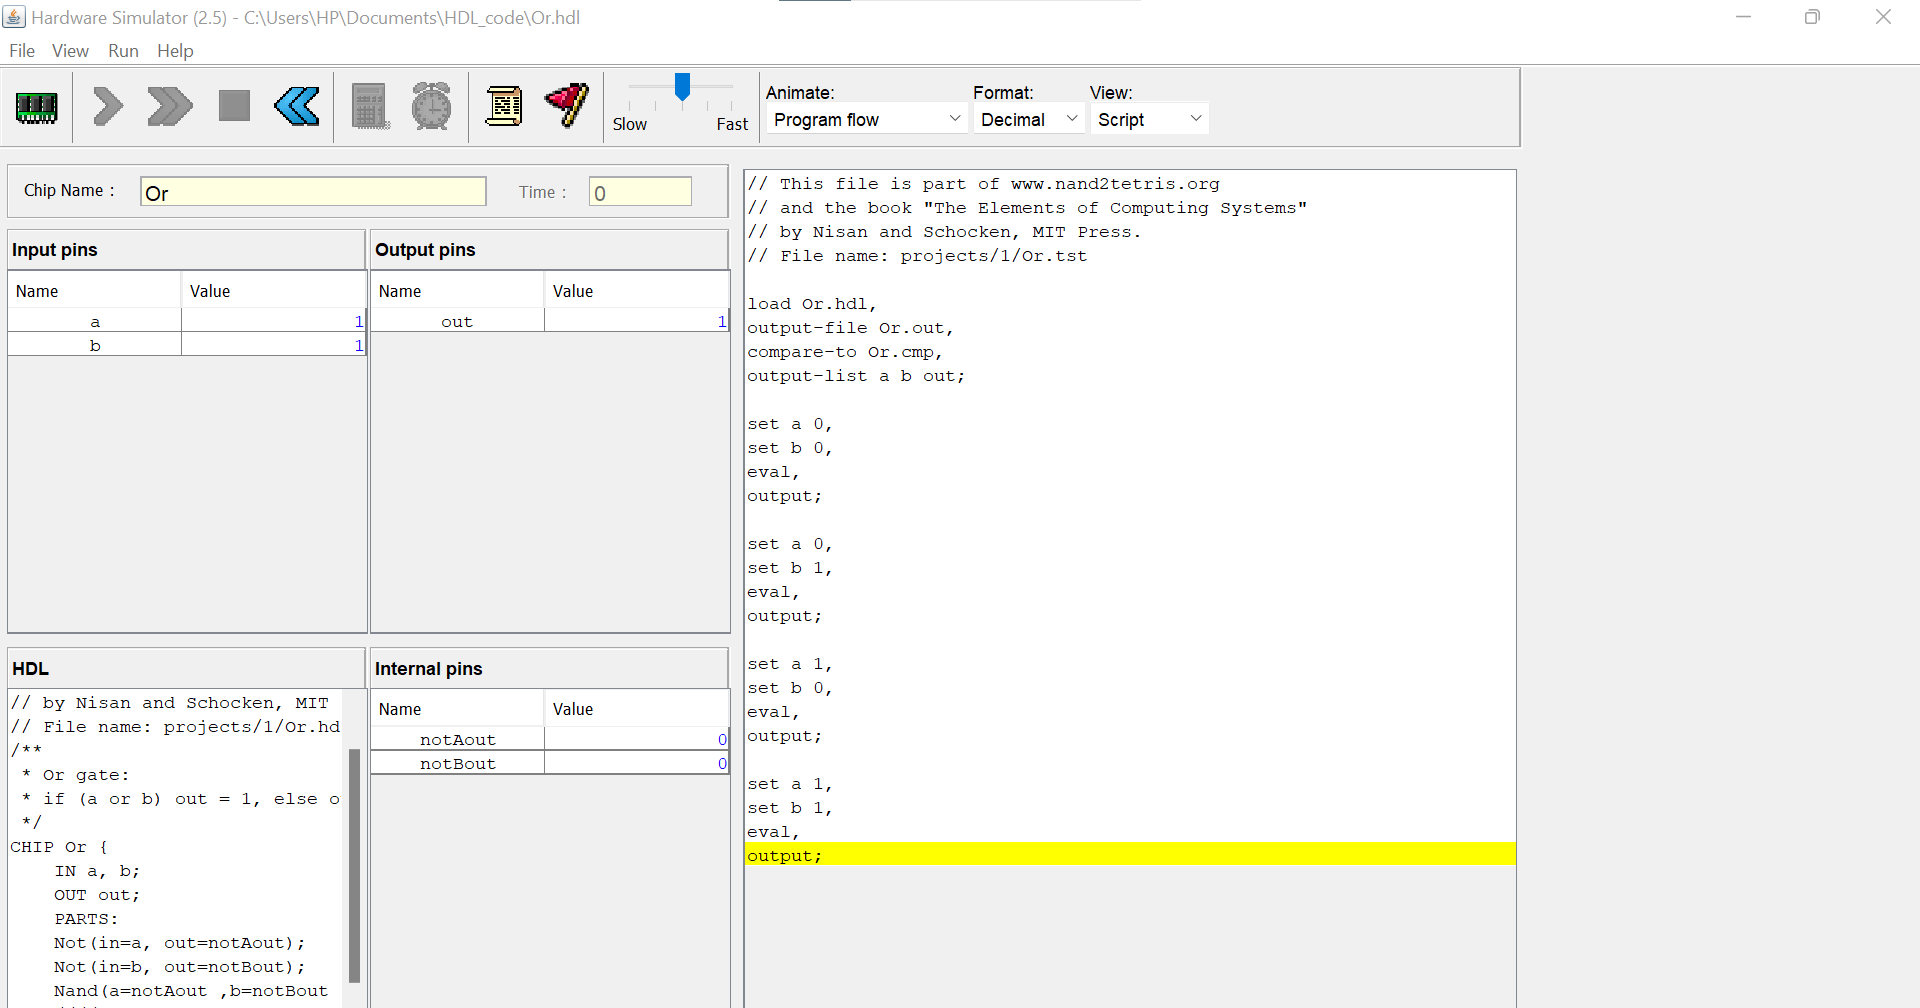 Hardware Simulator (2.5) - C:\Users\HP\Documents\HDL_code\Or.hdl
File View Run Help
Slow Fast
Animate: Format: View:
Program flow Decimal Script
Chip Name : Or Time : 0
Input pins
Name Value
a 1
b 1
Output pins
Name Value
out 1
HDL
// by Nisan and Schocken, MIT
// File name: projects/1/Or.hd
/**
* Or gate:
* if (a or b) out = 1, else o
*/
CHIP Or {
IN a, b;
OUT out;
PARTS:
Not(in=a, out=notAout);
Not(in=b, out=notBout);
Nand(a=notAout ,b=notBout
Internal pins
Name Value
notAout 0
notBout 0
// This file is part of www.nand2tetris.org
// and the book "The Elements of Computing Systems"
// by Nisan and Schocken, MIT Press.
// File name: projects/1/Or.tst
load Or.hdl,
output-file Or.out,
compare-to Or.cmp,
output-list a b out;
set a 0,
set b 0,
eval,
output;
set a 0,
set b 1,
eval,
output;
set a 1,
set b 0,
eval,
output;
set a 1,
set b 1,
eval,
output;